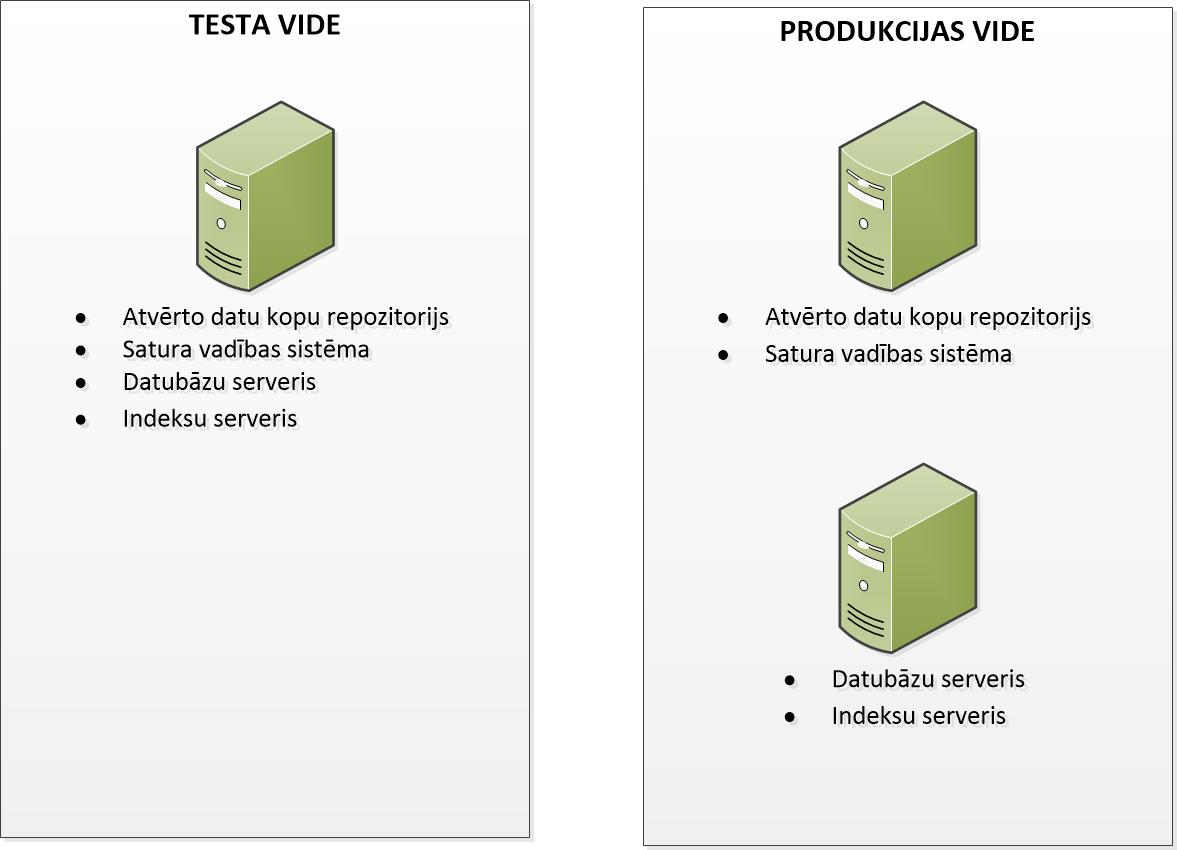 TESTA VIDE
Atvērto datu kopu repozitorijs
Satura vadības sistēma
Datubāzu serveris
Indeksu serveris
PRODUKCIJAS VIDE
Atvērto datu kopu repozitorijs
Satura vadības sistēma
Datubāzu serveris
Indeksu serveris